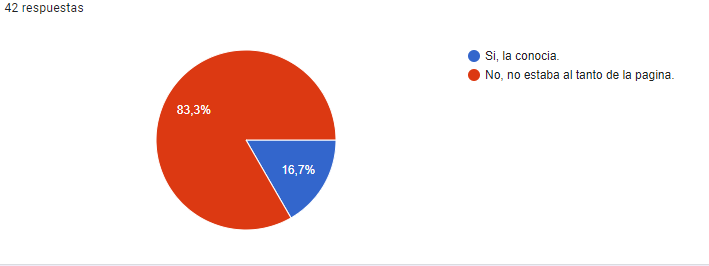 42 respuestas
Si, la conocia.
No, no estaba al tanto de la pagina.
83,3%
16,7%